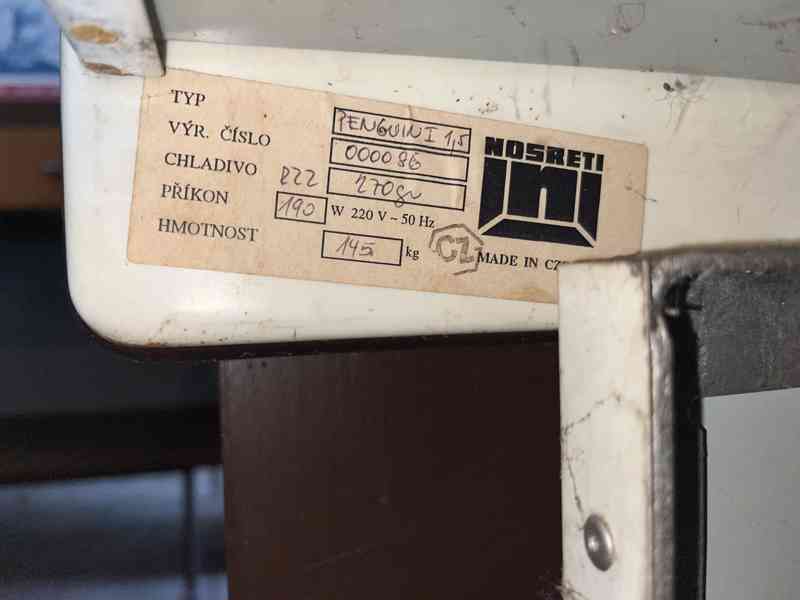 TYP PENGUIN I 1,5
VÝR. ČÍSLO 000086
CHLADIVO R22 270gr
PŘÍKON 190 W 220 V ~ 50 Hz
HMOTNOST 145 kg
NOSRETI
CZ
MADE IN